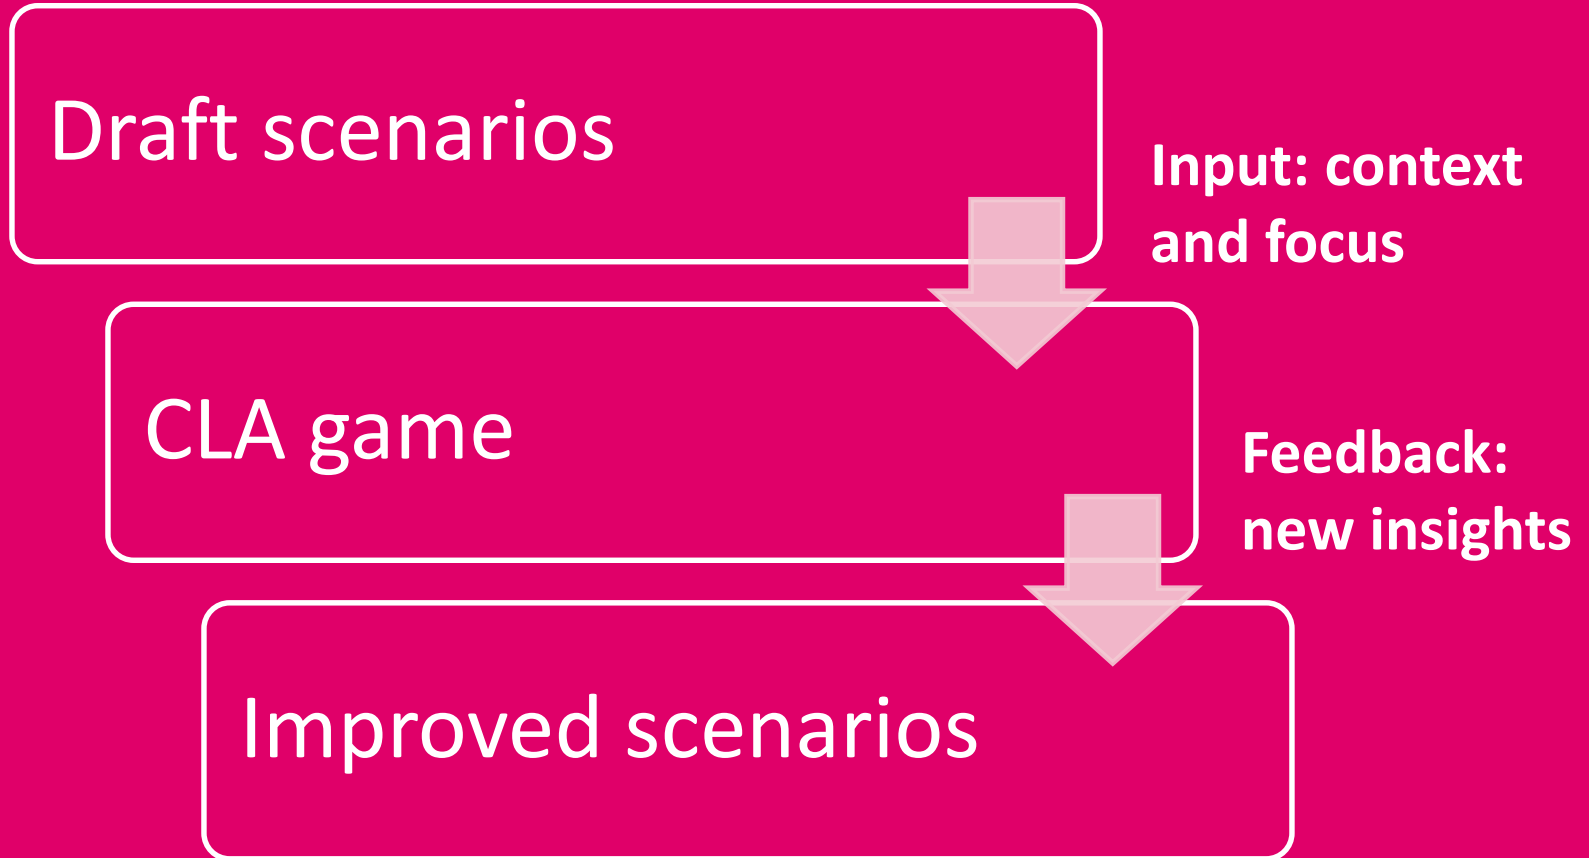 Draft scenarios
Input: context
and focus
CLA game
Feedback:
new insights
Improved scenarios